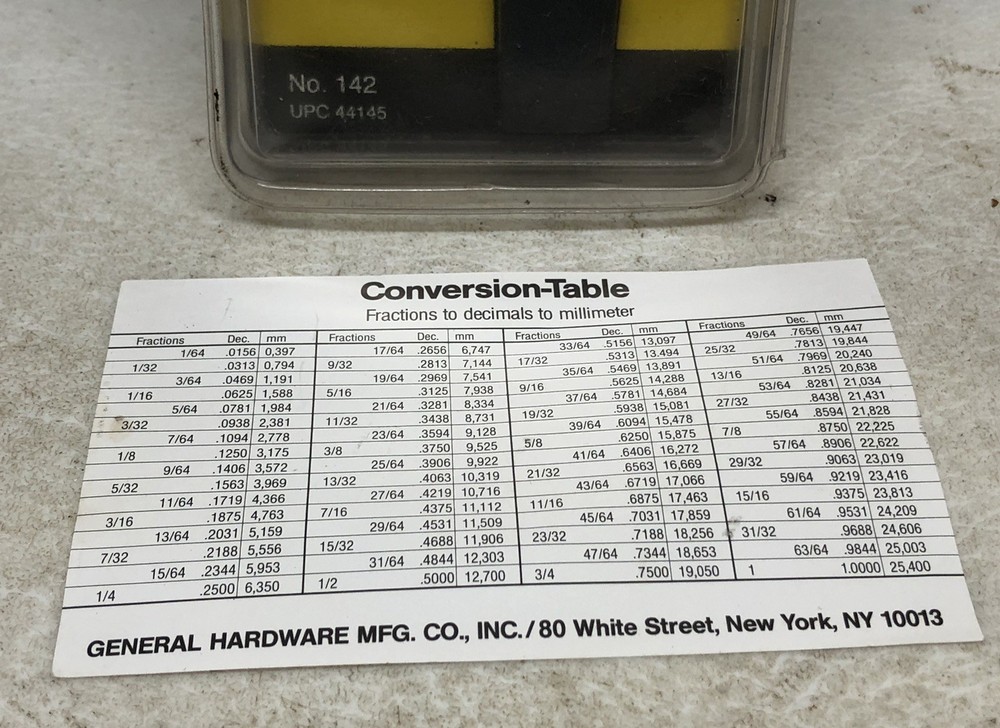 No. 142
UPC 44145
Conversion-Table
Fractions to decimals to millimeter
Fractions Dec. mm Fractions Dec. mm Fractions Dec. mm Fractions Dec. mm
1/64 .0156 0,397 17/64 .2656 6,747 33/64 .5156 13,097 49/64 .7656 19,447
1/32 .0313 0,794 9/32 .2813 7,144 17/32 .5313 13.494 25/32 .7813 19,844
3/64 .0469 1,191 19/64 .2969 7,541 35/64 .5469 13,891 51/64 .7969 20,240
1/16 .0625 1,588 5/16 .3125 7,938 9/16 .5625 14,288 13/16 .8125 20,638
5/64 .0781 1,984 21/64 .3281 8,334 37/64 .5781 14,684 53/64 .8281 21,034
3/32 .0938 2,381 11/32 .3438 8,731 19/32 .5938 15,081 27/32 .8438 21,431
7/64 .1094 2,778 23/64 .3594 9,128 39/64 .6094 15,478 55/64 .8594 21,828
1/8 .1250 3,175 3/8 .3750 9,525 5/8 .6250 15,875 7/8 .8750 22,225
9/64 .1406 3,572 25/64 .3906 9,922 41/64 .6406 16,272 57/64 .8906 22,622
5/32 .1563 3,969 13/32 .4063 10,319 21/32 .6563 16,669 29/32 .9063 23,019
11/64 .1719 4,366 27/64 .4219 10,716 43/64 .6719 17,066 59/64 .9219 23,416
3/16 .1875 4,763 7/16 .4375 11,112 11/16 .6875 17,463 15/16 .9375 23,813
13/64 .2031 5,159 29/64 .4531 11,509 45/64 .7031 17,859 61/64 .9531 24,209
7/32 .2188 5,556 15/32 .4688 11,906 23/32 .7188 18,256 31/32 .9688 24,606
15/64 .2344 5,953 31/64 .4844 12,303 47/64 .7344 18,653 63/64 .9844 25,003
1/4 .2500 6,350 1/2 .5000 12,700 3/4 .7500 19,050 1 1.0000 25,400
GENERAL HARDWARE MFG. CO., INC./80 White Street, New York, NY 10013